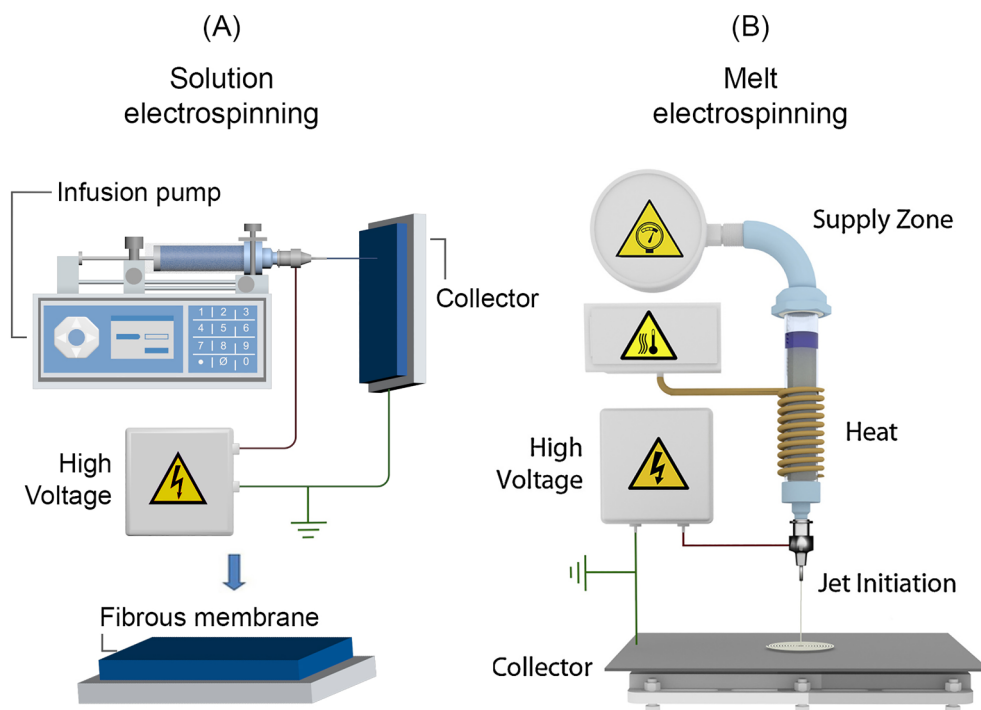 (A)
Solution
electrospinning
Infusion pump
1 2 3
4 5 6
7 8 9
• Ø 0
Collector
High
Voltage
Fibrous membrane
(B)
Melt
electrospinning
Supply Zone
Heat
High
Voltage
Jet Initiation
Collector